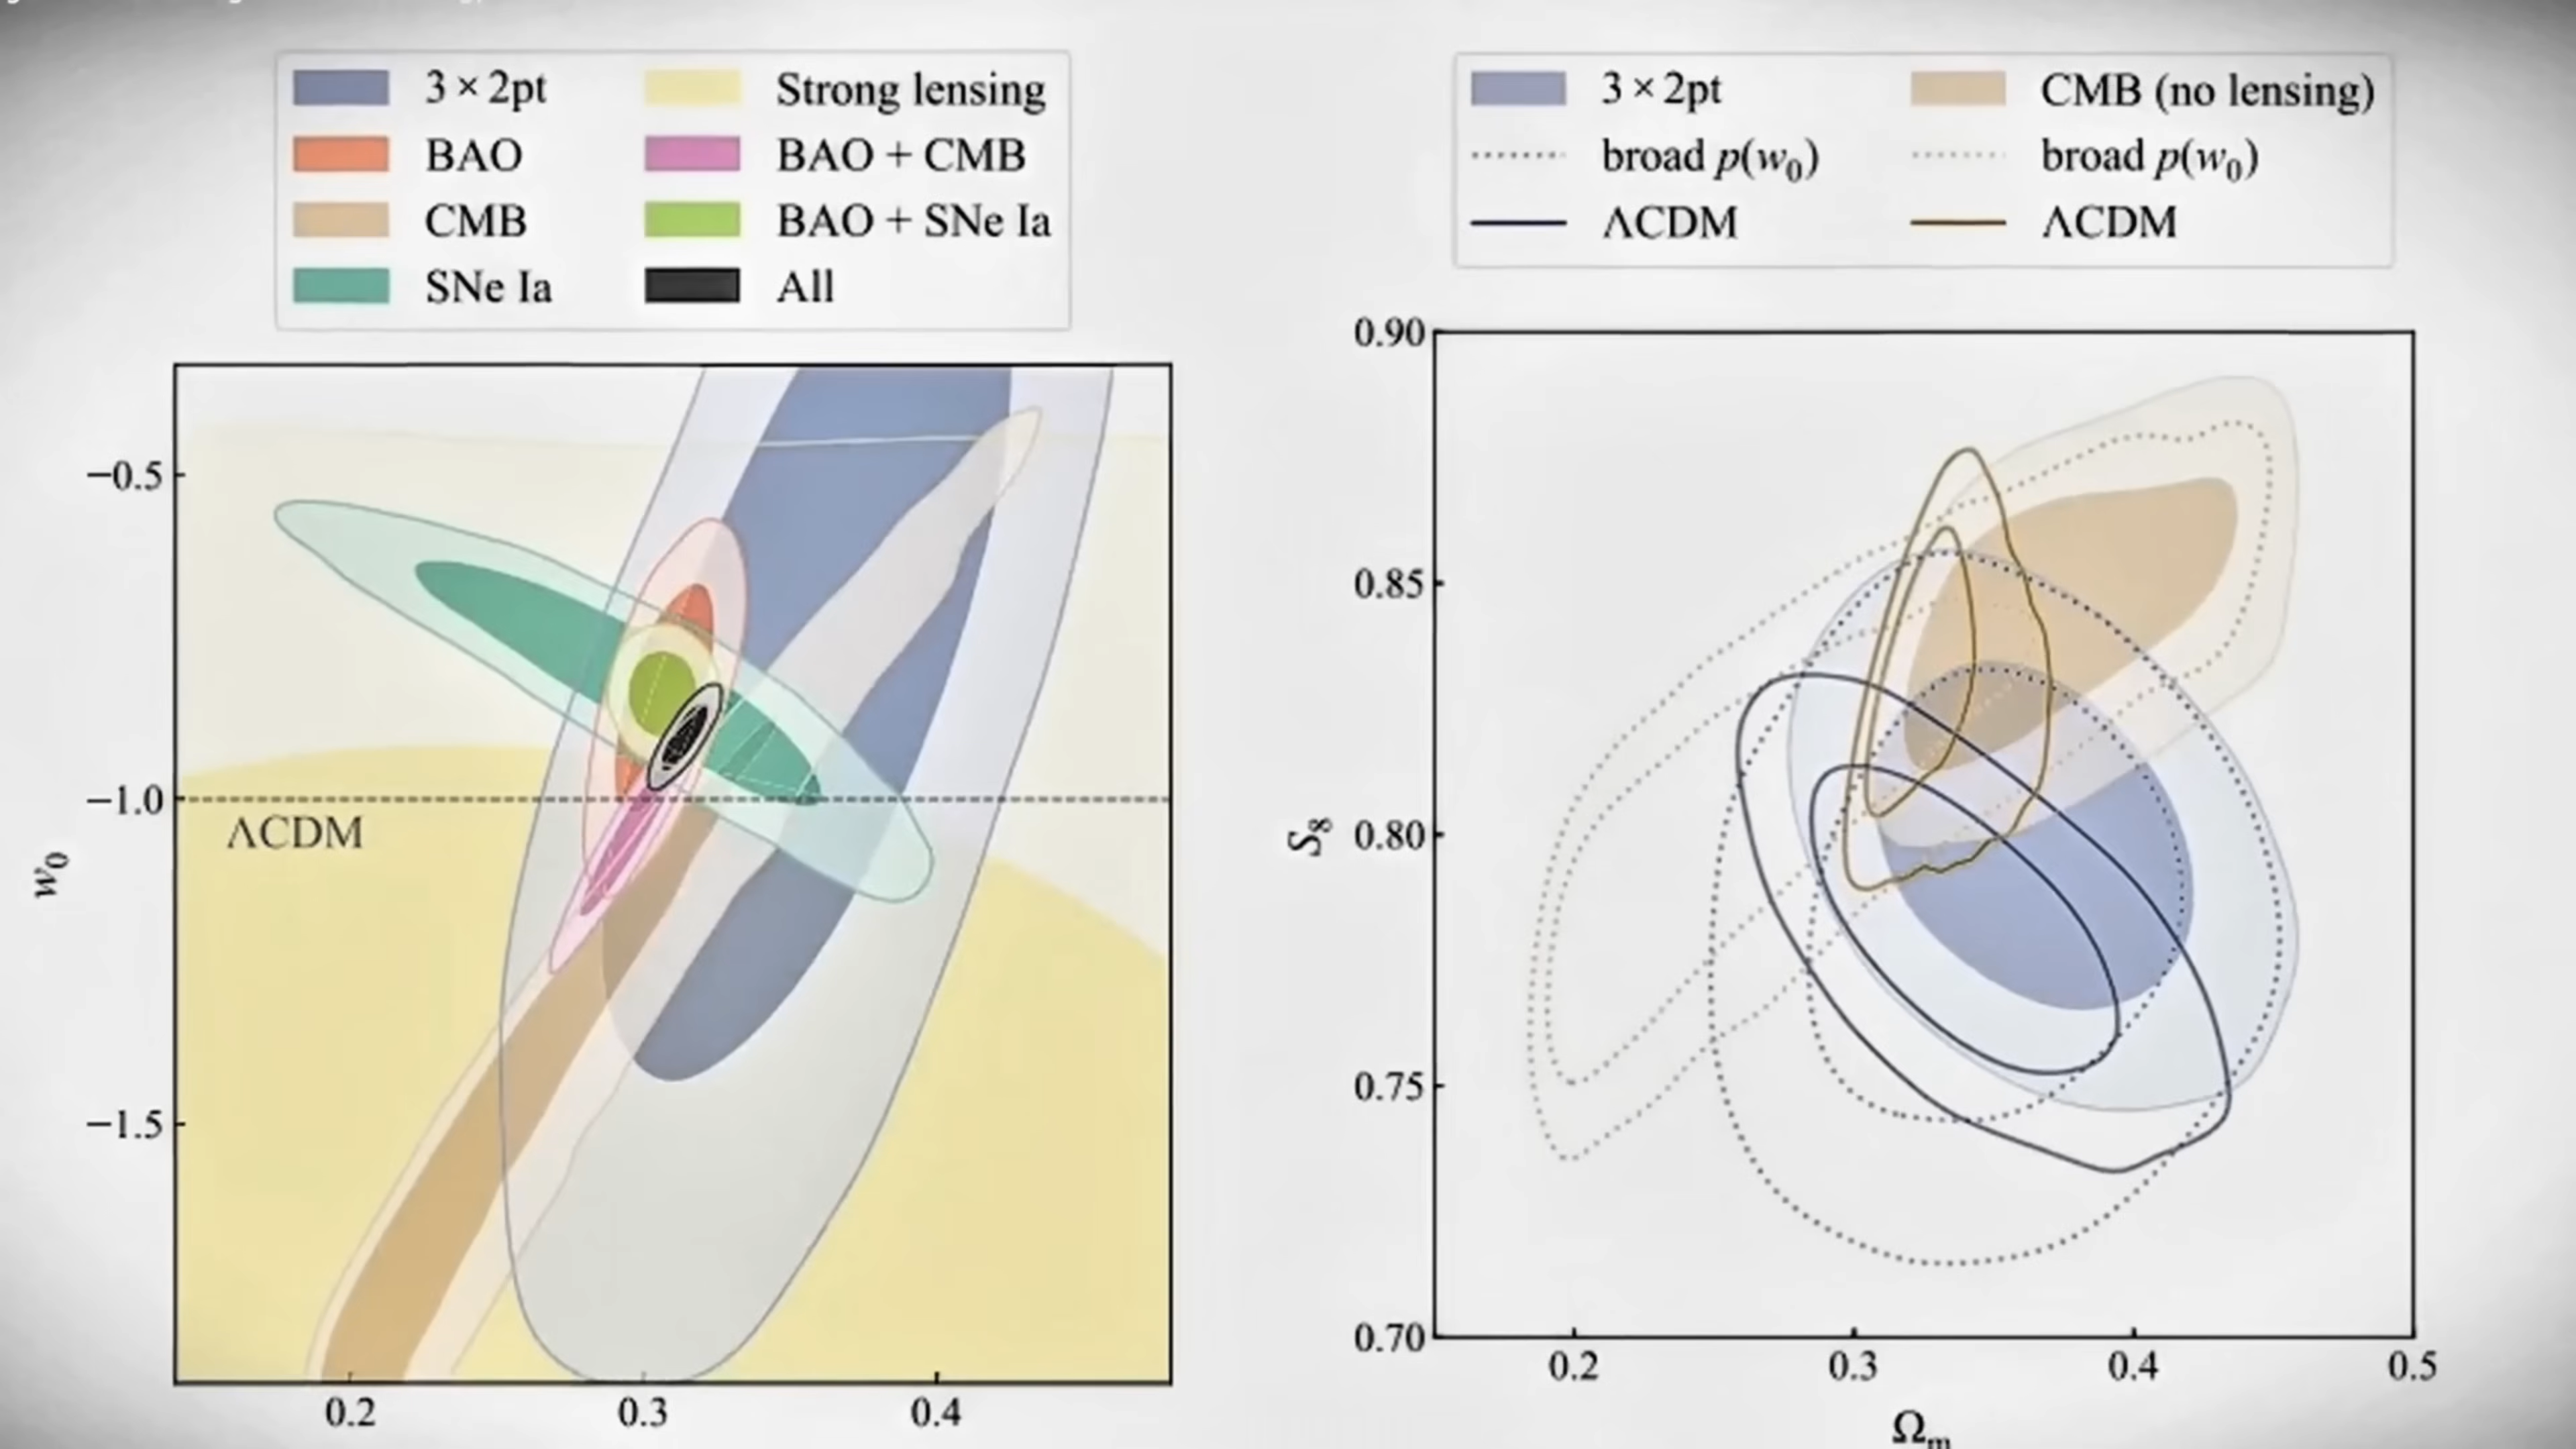 3 × 2pt
BAO
CMB
SNe Ia
Strong lensing
BAO + CMB
BAO + SNe Ia
All
−0.5
−1.0
−1.5
w₀
ΛCDM
0.2
0.3
0.4
3 × 2pt
broad p(w₀)
ΛCDM
CMB (no lensing)
broad p(w₀)
ΛCDM
0.90
0.85
0.80
0.75
0.70
S₈
0.2
0.3
0.4
0.5
Ωₘ